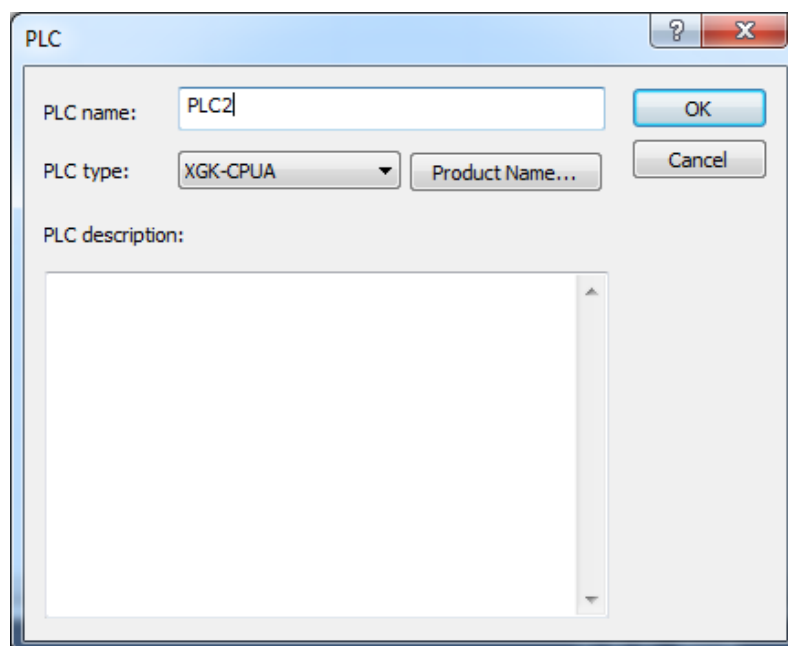 PLC
PLC name: PLC2 OK
PLC type: XGK-CPUA Product Name... Cancel
PLC description: